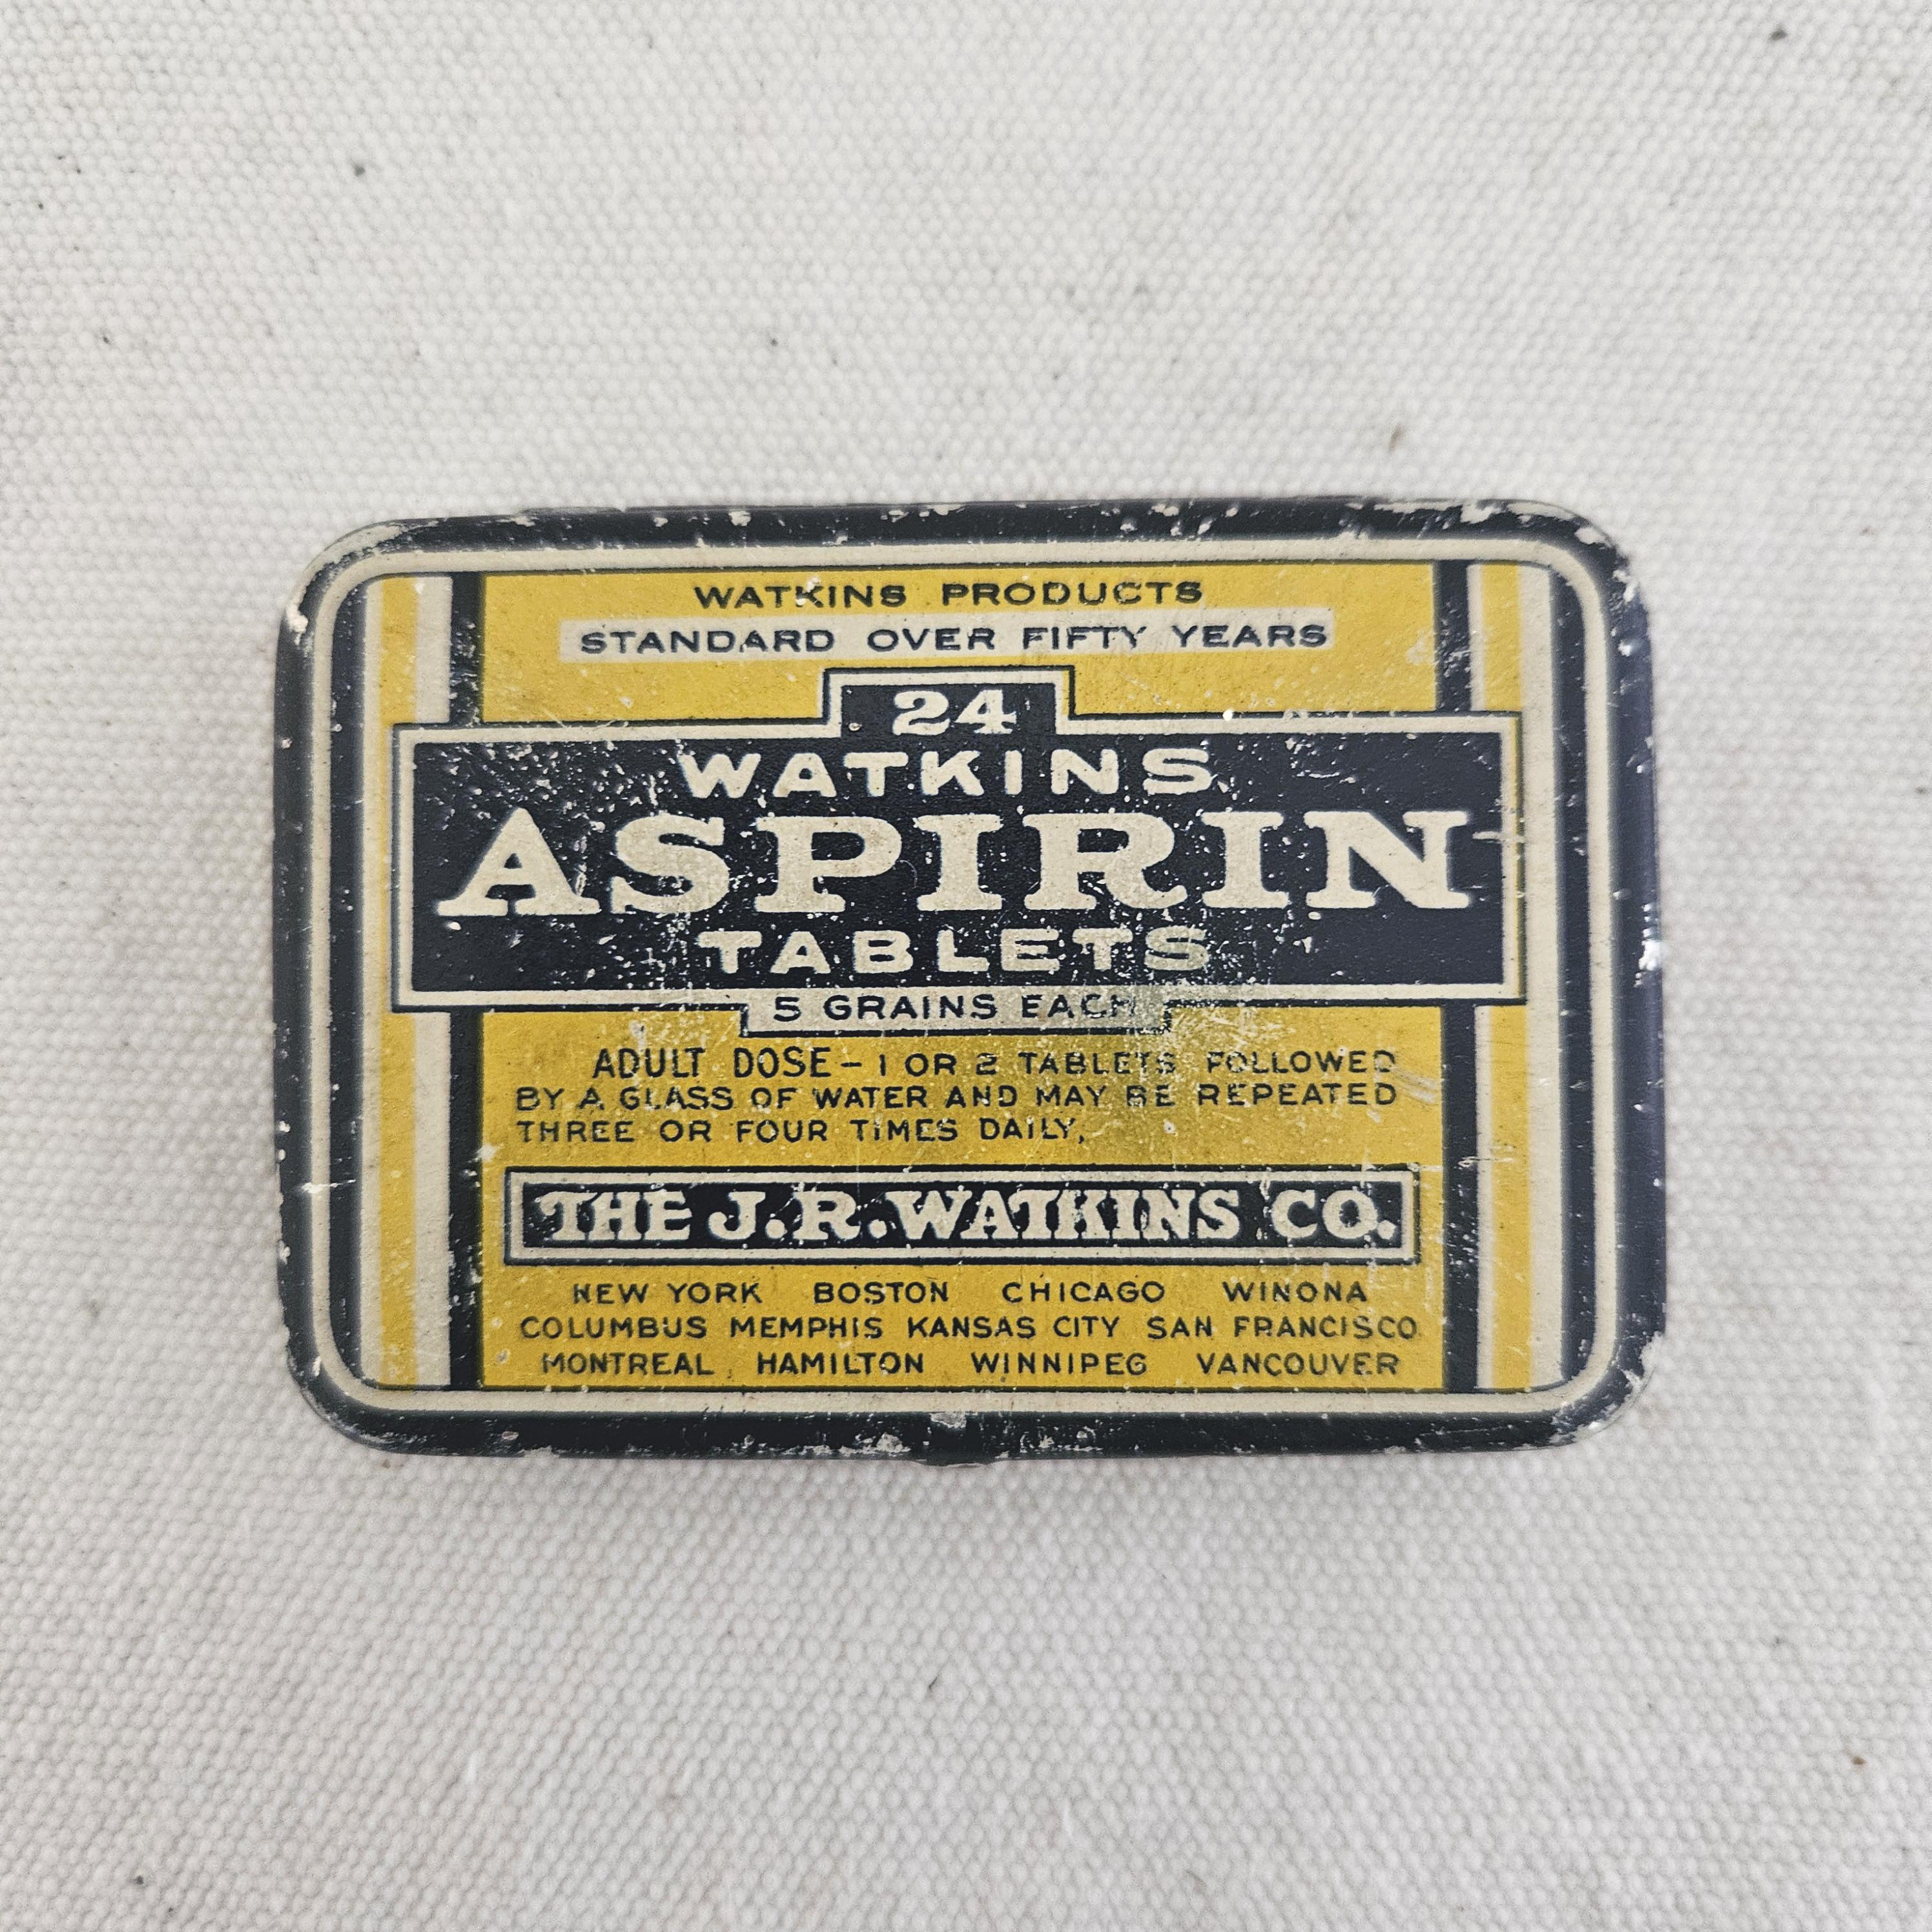 WATKINS PRODUCTS
STANDARD OVER FIFTY YEARS
24
WATKINS
ASPIRIN
TABLETS
5 GRAINS EACH
ADULT DOSE – 1 OR 2 TABLETS FOLLOWED
BY A GLASS OF WATER AND MAY BE REPEATED
THREE OR FOUR TIMES DAILY,
THE J.R. WATKINS CO.
NEW YORK BOSTON CHICAGO WINONA
COLUMBUS MEMPHIS KANSAS CITY SAN FRANCISCO
MONTREAL HAMILTON WINNIPEG VANCOUVER